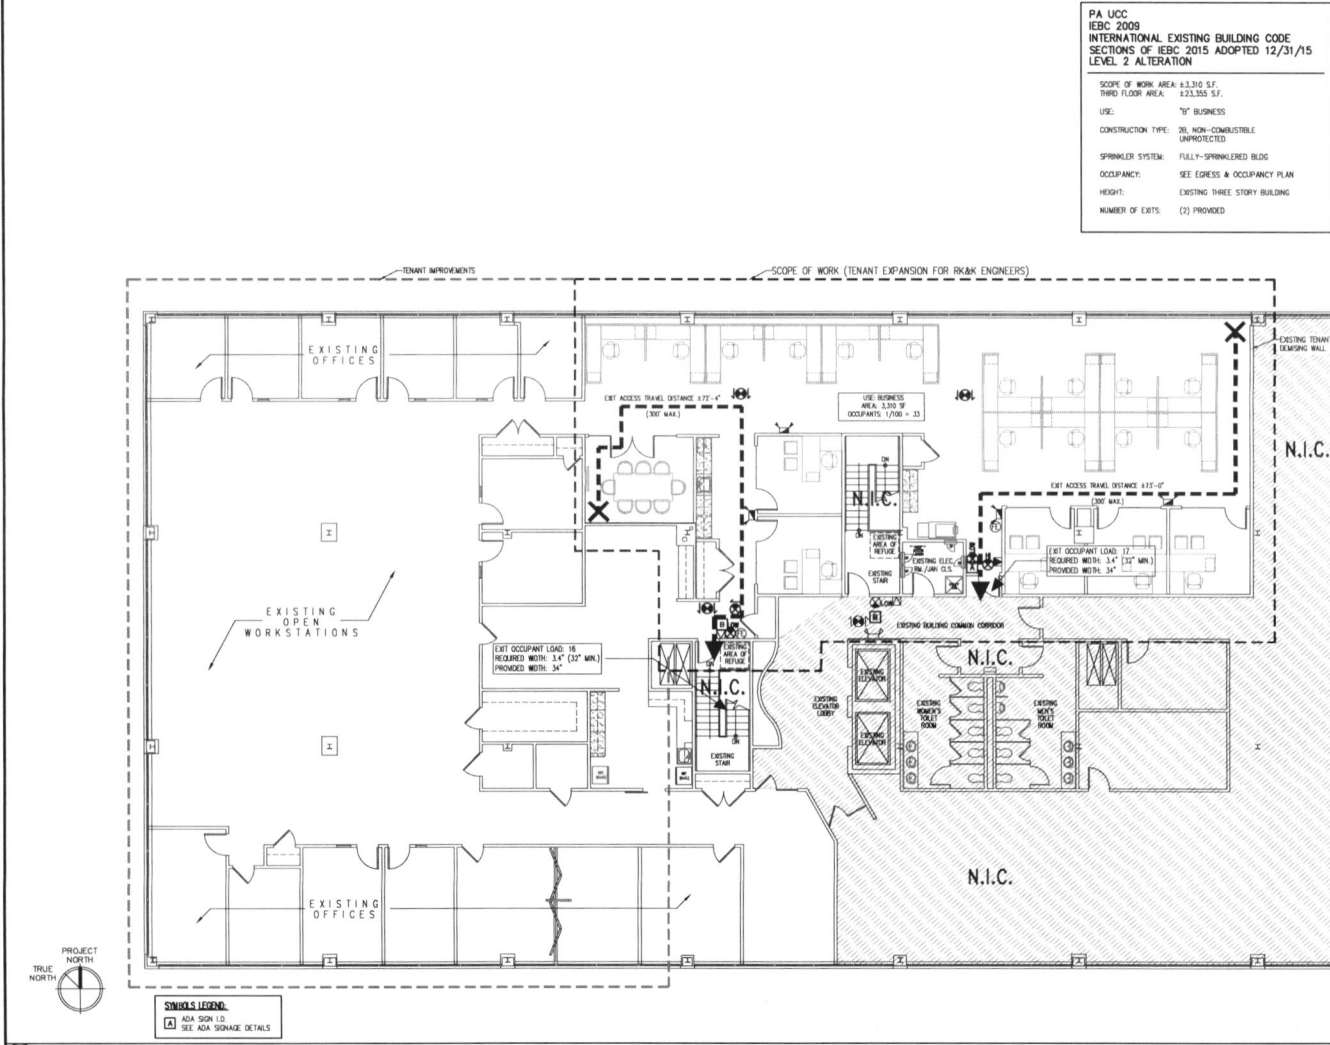 PA UCC
IEBC 2009
INTERNATIONAL EXISTING BUILDING CODE
SECTIONS OF IEBC 2015 ADOPTED 12/31/15
LEVEL 2 ALTERATION
SCOPE OF WORK AREA: ±3,310 S.F.
THIRD FLOOR AREA: ±23,355 S.F.
USE: "B" BUSINESS
CONSTRUCTION TYPE: 2B, NON-COMBUSTIBLE
UNPROTECTED
SPRINKLER SYSTEM: FULLY-SPRINKLERED BLDG
OCCUPANCY: SEE EGRESS & OCCUPANCY PLAN
HEIGHT: EXISTING THREE STORY BUILDING
NUMBER OF EXITS: (2) PROVIDED
TENANT IMPROVEMENTS
SCOPE OF WORK (TENANT EXPANSION FOR RK&K ENGINEERS)
EXISTING
OFFICES
EXISTING TENANT
DEMISING WALL
EXIT ACCESS TRAVEL DISTANCE ±72'-4"
(300' MAX.)
USE: BUSINESS
AREA: 3,310 SF
OCCUPANTS: 1/100 = 33
N.I.C.
DN
N.I.C.
DN
EXIT ACCESS TRAVEL DISTANCE ±73'-0"
(300' MAX.)
EXISTING
AREA OF
REFUGE
EXISTING
STAIR
EXISTING ELEC.
RM./JAN CLS.
A
EXIT OCCUPANT LOAD: 17
REQUIRED WIDTH: 3.4" (32" MIN.)
PROVIDED WIDTH: 34"
EXISTING
OPEN
WORKSTATIONS
LOW
B
LOW
EXISTING BUILDING COMMON CORRIDOR
EXIT OCCUPANT LOAD: 16
REQUIRED WIDTH: 3.4" (32" MIN.)
PROVIDED WIDTH: 34"
EXISTING
AREA OF
REFUGE
DN
N.I.C.
DN
EXISTING
STAIR
N.I.C.
EXISTING
ELEVATOR
EXISTING
ELEVATOR
LOBBY
EXISTING
ELEVATOR
EXISTING
WOMEN'S
TOILET
ROOM
EXISTING
MEN'S
TOILET
ROOM
N.I.C.
EXISTING
OFFICES
PROJECT
NORTH
TRUE
NORTH
SYMBOLS LEGEND:
A ADA SIGN I.D.
SEE ADA SIGNAGE DETAILS